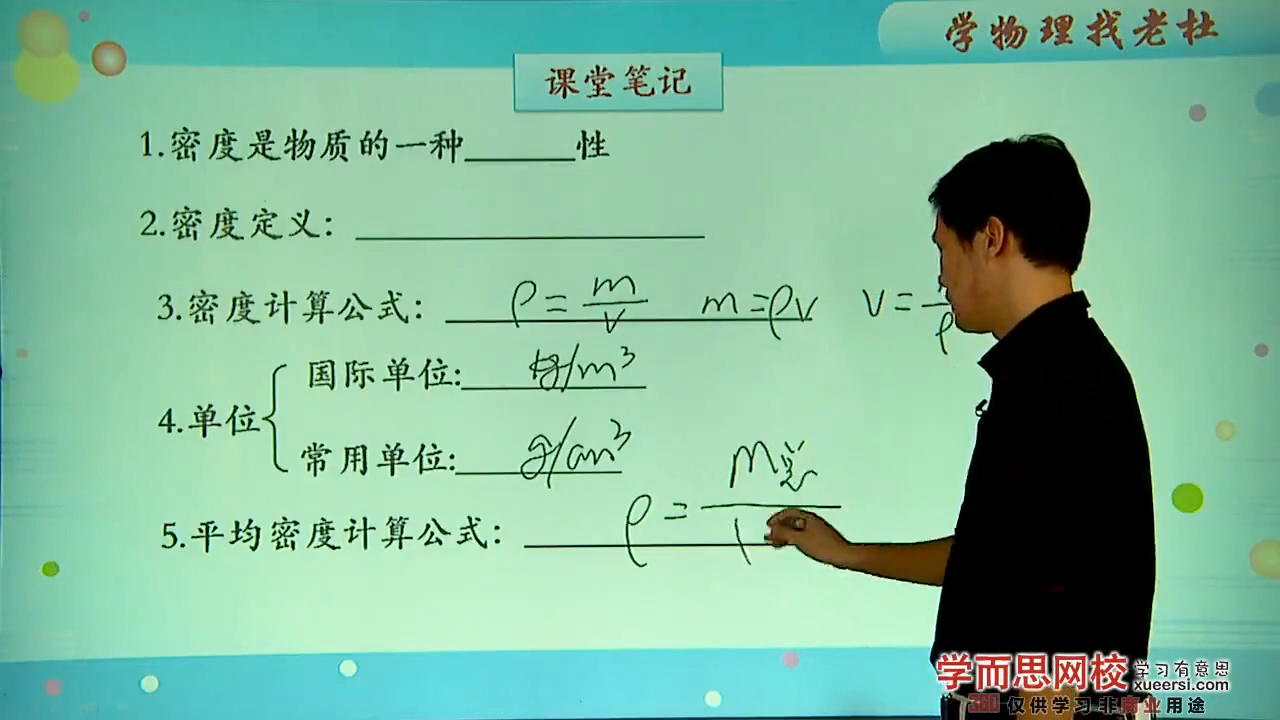 学物理找老杜
课堂笔记
1.密度是物质的一种______性
2.密度定义：
3.密度计算公式： ρ=m/v m=ρv v= /ρ
4.单位
国际单位: kg/m³
常用单位: g/cm³
5.平均密度计算公式： ρ=m总/
学而思网校 学习有意思
xueersi.com
360 仅供学习 非商业用途